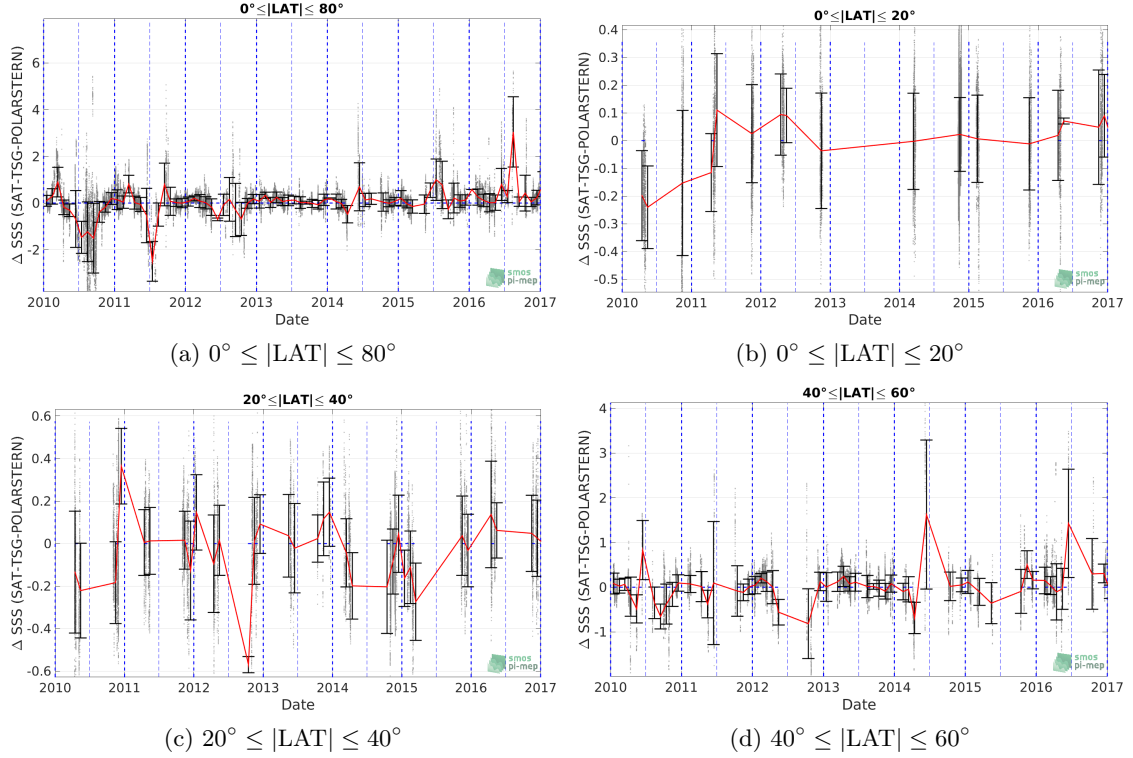 0°≤|LAT|≤ 80°
Δ SSS (SAT-TSG-POLARSTERN)
6
4
2
0
-2
2010 2011 2012 2013 2014 2015 2016 2017
Date
smos
pi-mep
(a) 0° ≤ |LAT| ≤ 80°
0°≤|LAT|≤ 20°
Δ SSS (SAT-TSG-POLARSTERN)
0.4
0.3
0.2
0.1
0
-0.1
-0.2
-0.3
-0.4
-0.5
2010 2011 2012 2013 2014 2015 2016 2017
Date
smos
pi-mep
(b) 0° ≤ |LAT| ≤ 20°
20°≤|LAT|≤ 40°
Δ SSS (SAT-TSG-POLARSTERN)
0.6
0.4
0.2
0
-0.2
-0.4
-0.6
2010 2011 2012 2013 2014 2015 2016 2017
Date
smos
pi-mep
(c) 20° ≤ |LAT| ≤ 40°
40°≤|LAT|≤ 60°
Δ SSS (SAT-TSG-POLARSTERN)
4
3
2
1
0
-1
2010 2011 2012 2013 2014 2015 2016 2017
Date
smos
pi-mep
(d) 40° ≤ |LAT| ≤ 60°